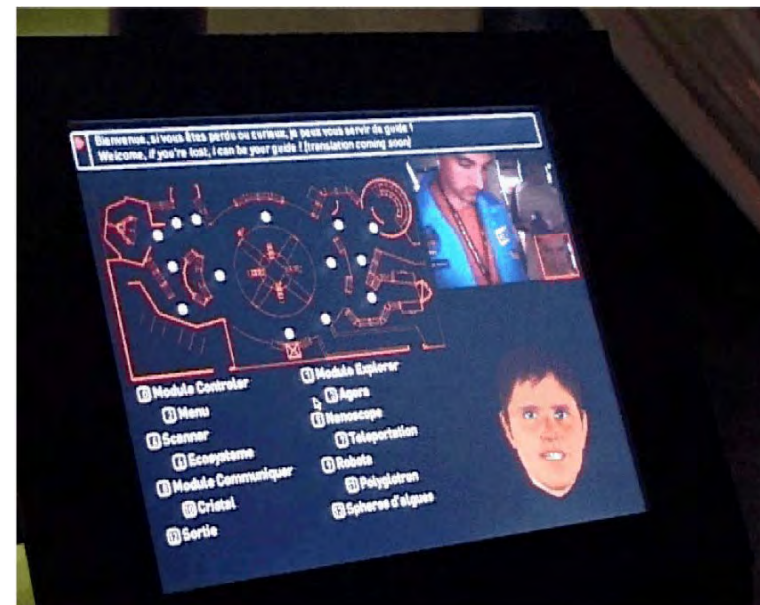 Bienvenue, si vous êtes perdu ou curieux, je peux vous servir de guide !
Welcome, if you're lost, i can be your guide ! (translation coming soon)
Module Controler
Menu
Scanner
Ecosysteme
Module Communiquer
10 Cristal
Sortie
Module Explorer
Agora
Nanoscope
Teleportation
Robots
Polyglotron
Spheres d'algues